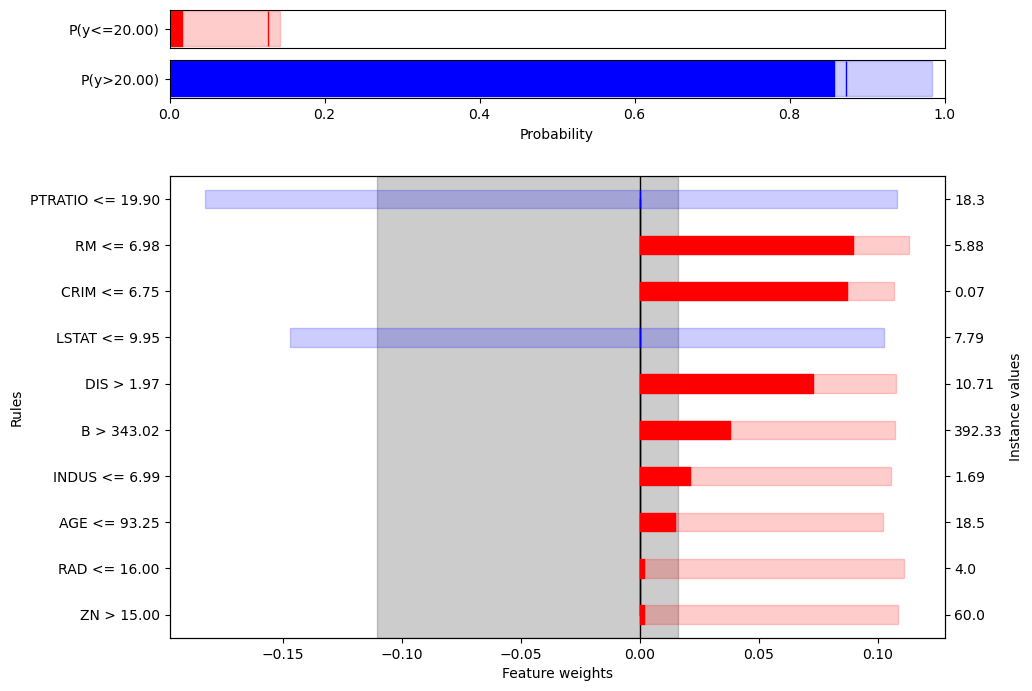 P(y<=20.00)
P(y>20.00)
0.0 0.2 0.4 0.6 0.8 1.0
Probability
PTRATIO <= 19.90 18.3
RM <= 6.98 5.88
CRIM <= 6.75 0.07
LSTAT <= 9.95 7.79
DIS > 1.97 10.71
B > 343.02 392.33
INDUS <= 6.99 1.69
AGE <= 93.25 18.5
RAD <= 16.00 4.0
ZN > 15.00 60.0
Rules
Instance values
−0.15 −0.10 −0.05 0.00 0.05 0.10
Feature weights